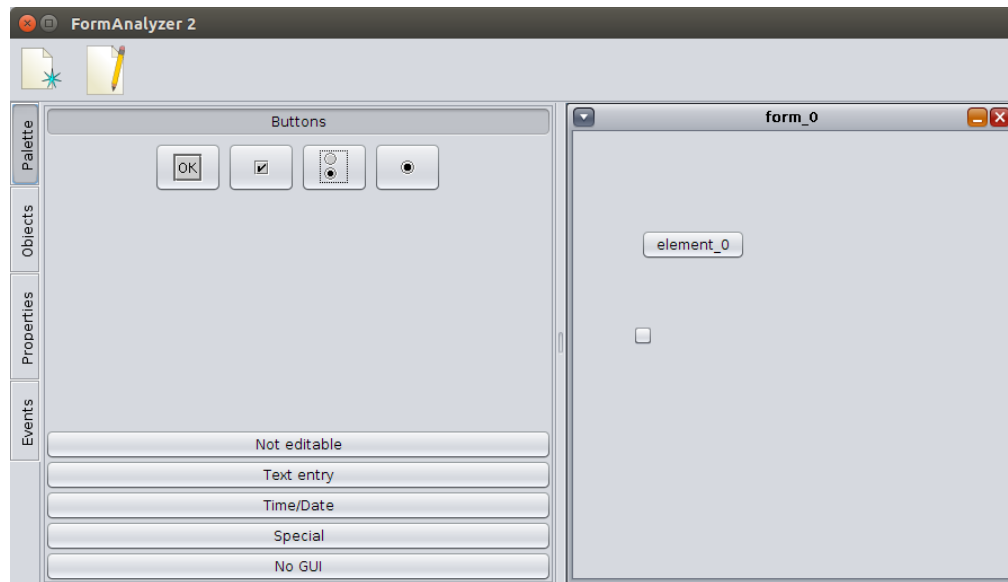 FormAnalyzer 2
Palette
Objects
Properties
Events
Buttons
OK
Not editable
Text entry
Time/Date
Special
No GUI
form_0
element_0